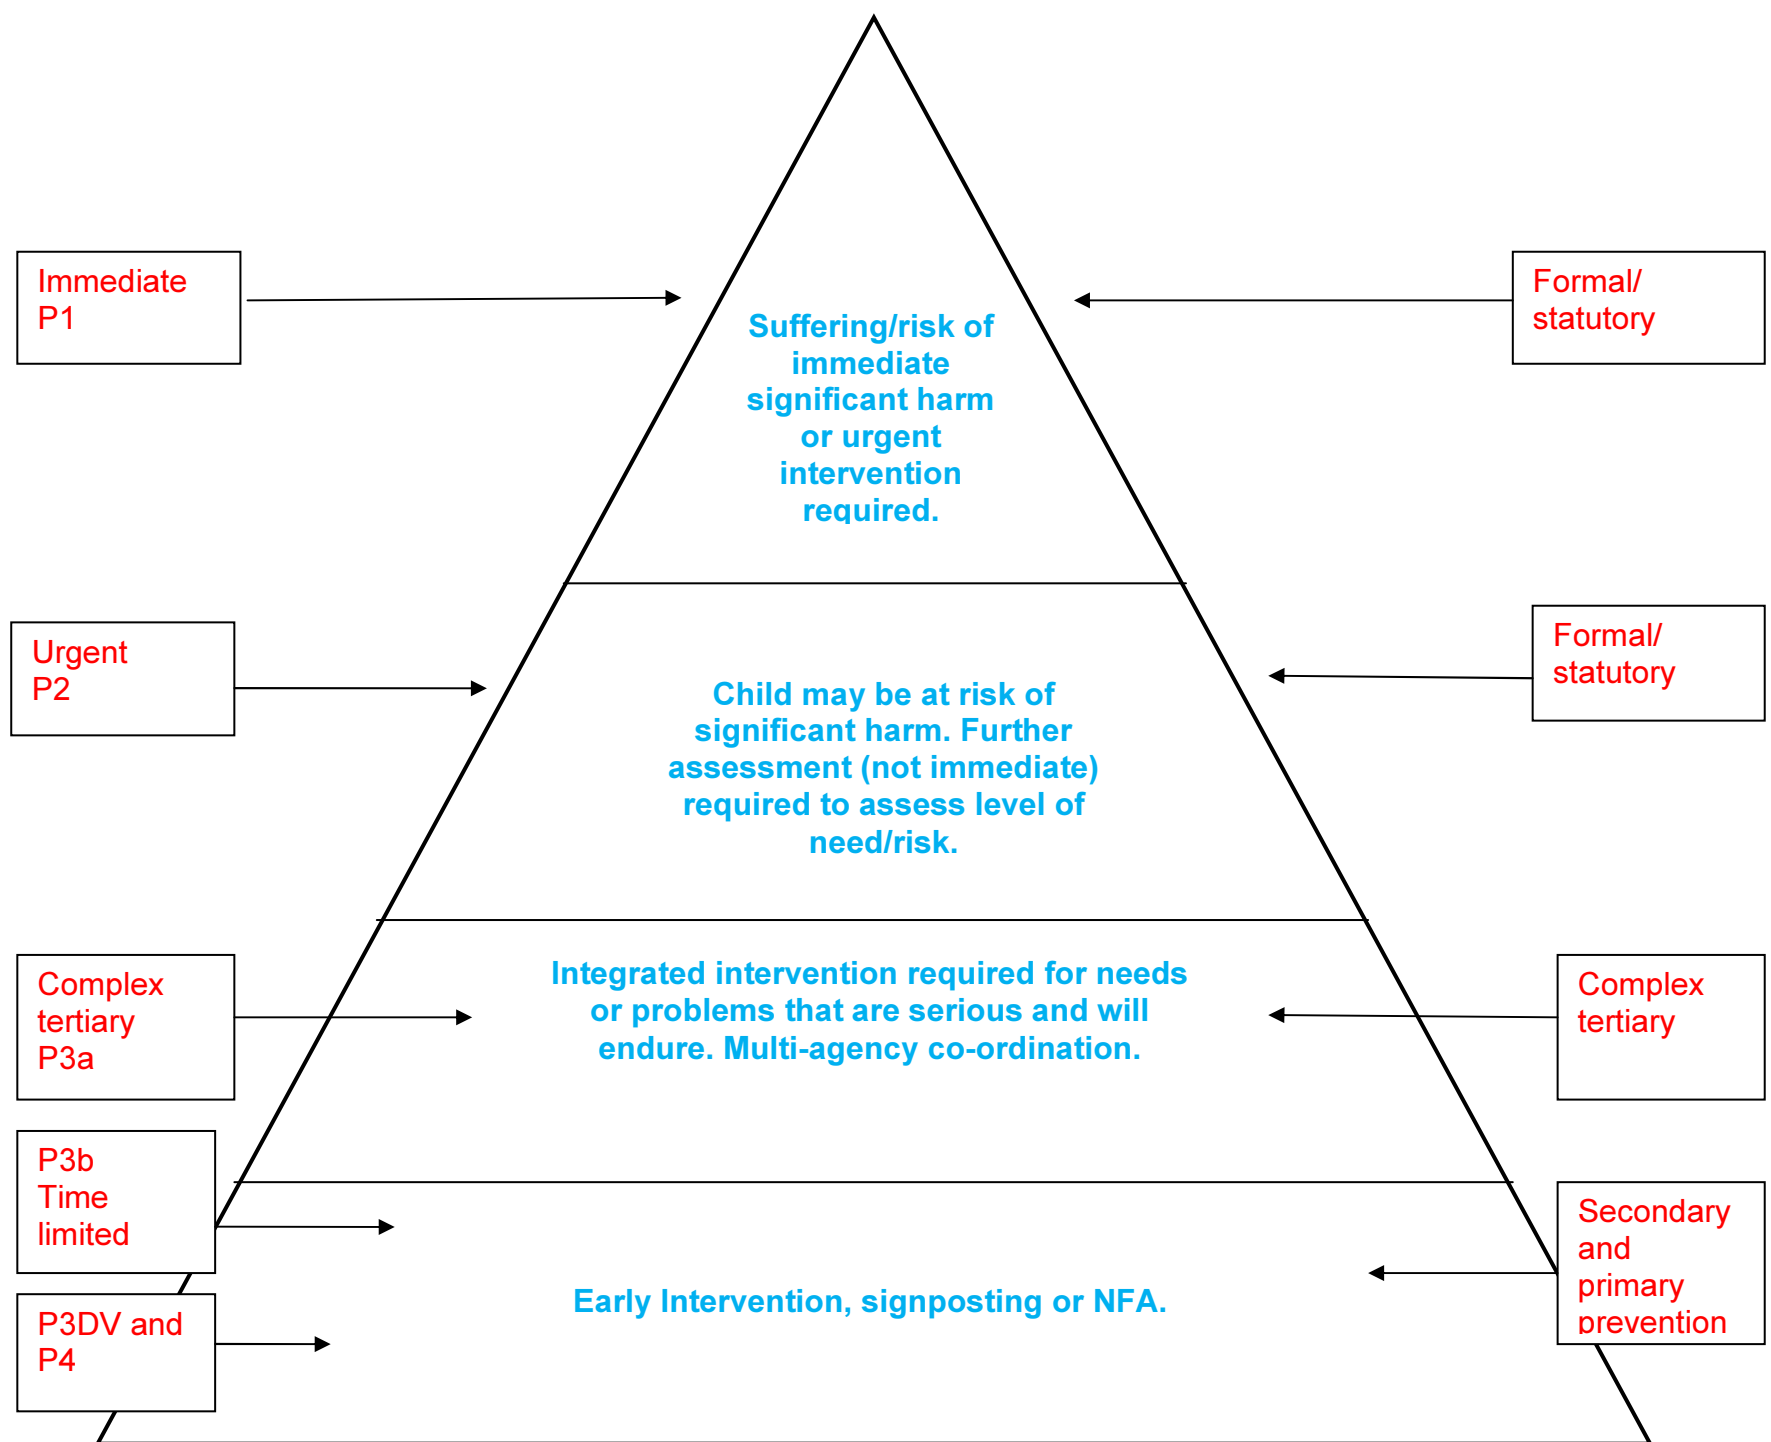 Immediate
P1
Suffering/risk of
immediate
significant harm
or urgent
intervention
required.
Formal/
statutory
Urgent
P2
Child may be at risk of
significant harm. Further
assessment (not immediate)
required to assess level of
need/risk.
Formal/
statutory
Complex
tertiary
P3a
Integrated intervention required for needs
or problems that are serious and will
endure. Multi-agency co-ordination.
Complex
tertiary
P3b
Time
limited
P3DV and
P4
Early Intervention, signposting or NFA.
Secondary
and
primary
prevention